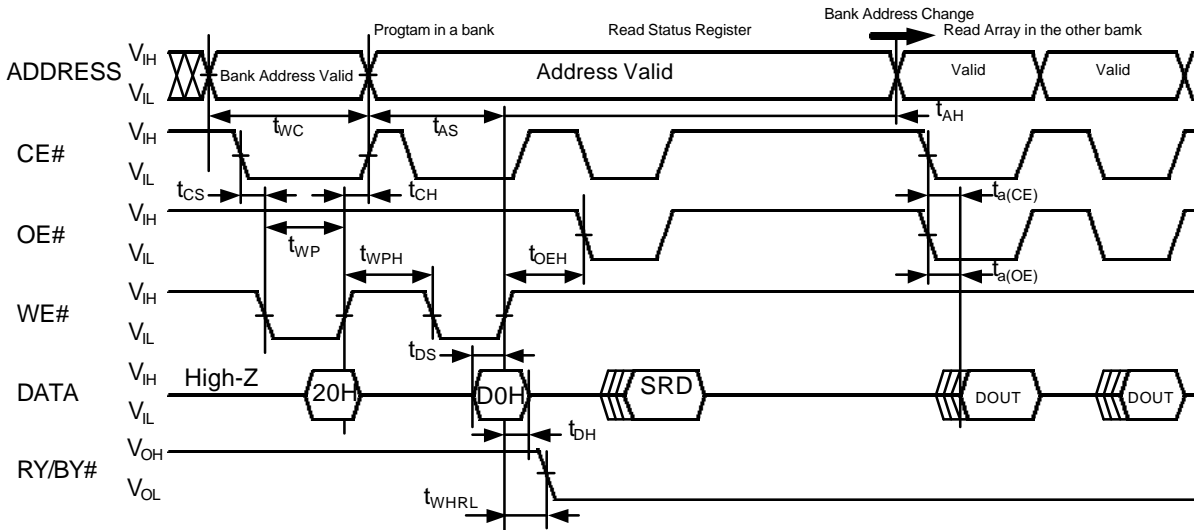 Bank Address Change
Progtam in a bank Read Status Register Read Array in the other bamk
ADDRESS VIH Bank Address Valid Address Valid Valid Valid
VIL
tWC tAS tAH
CE# VIH
VIL
tCS tCH ta(CE)
OE# VIH
tWP tWPH tOEH
VIL ta(OE)
WE# VIH
VIL
tDS
DATA VIH High-Z 20H D0H SRD DOUT DOUT
VIL
tDH
RY/BY# VOH
VOL tWHRL